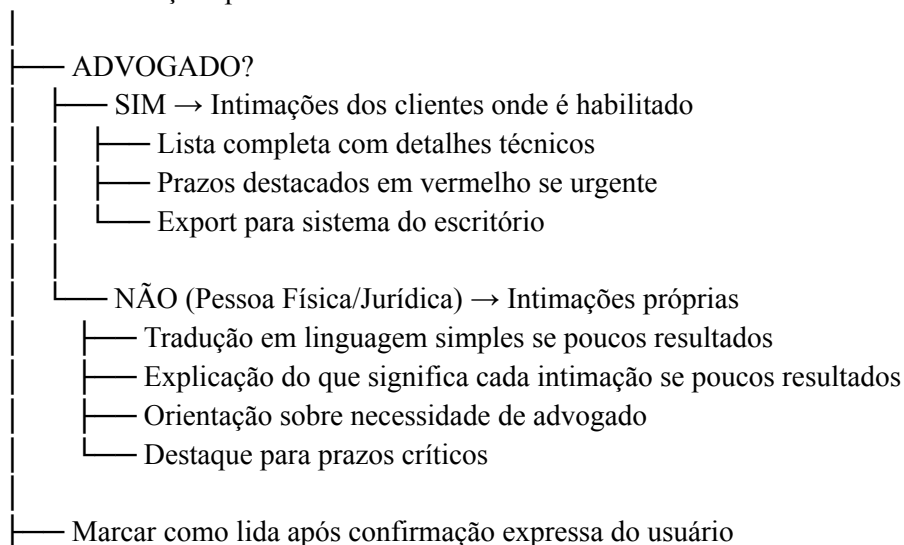 ADVOGADO?
SIM → Intimações dos clientes onde é habilitado
Lista completa com detalhes técnicos
Prazos destacados em vermelho se urgente
Export para sistema do escritório
NÃO (Pessoa Física/Jurídica) → Intimações próprias
Tradução em linguagem simples se poucos resultados
Explicação do que significa cada intimação se poucos resultados
Orientação sobre necessidade de advogado
Destaque para prazos críticos
Marcar como lida após confirmação expressa do usuário